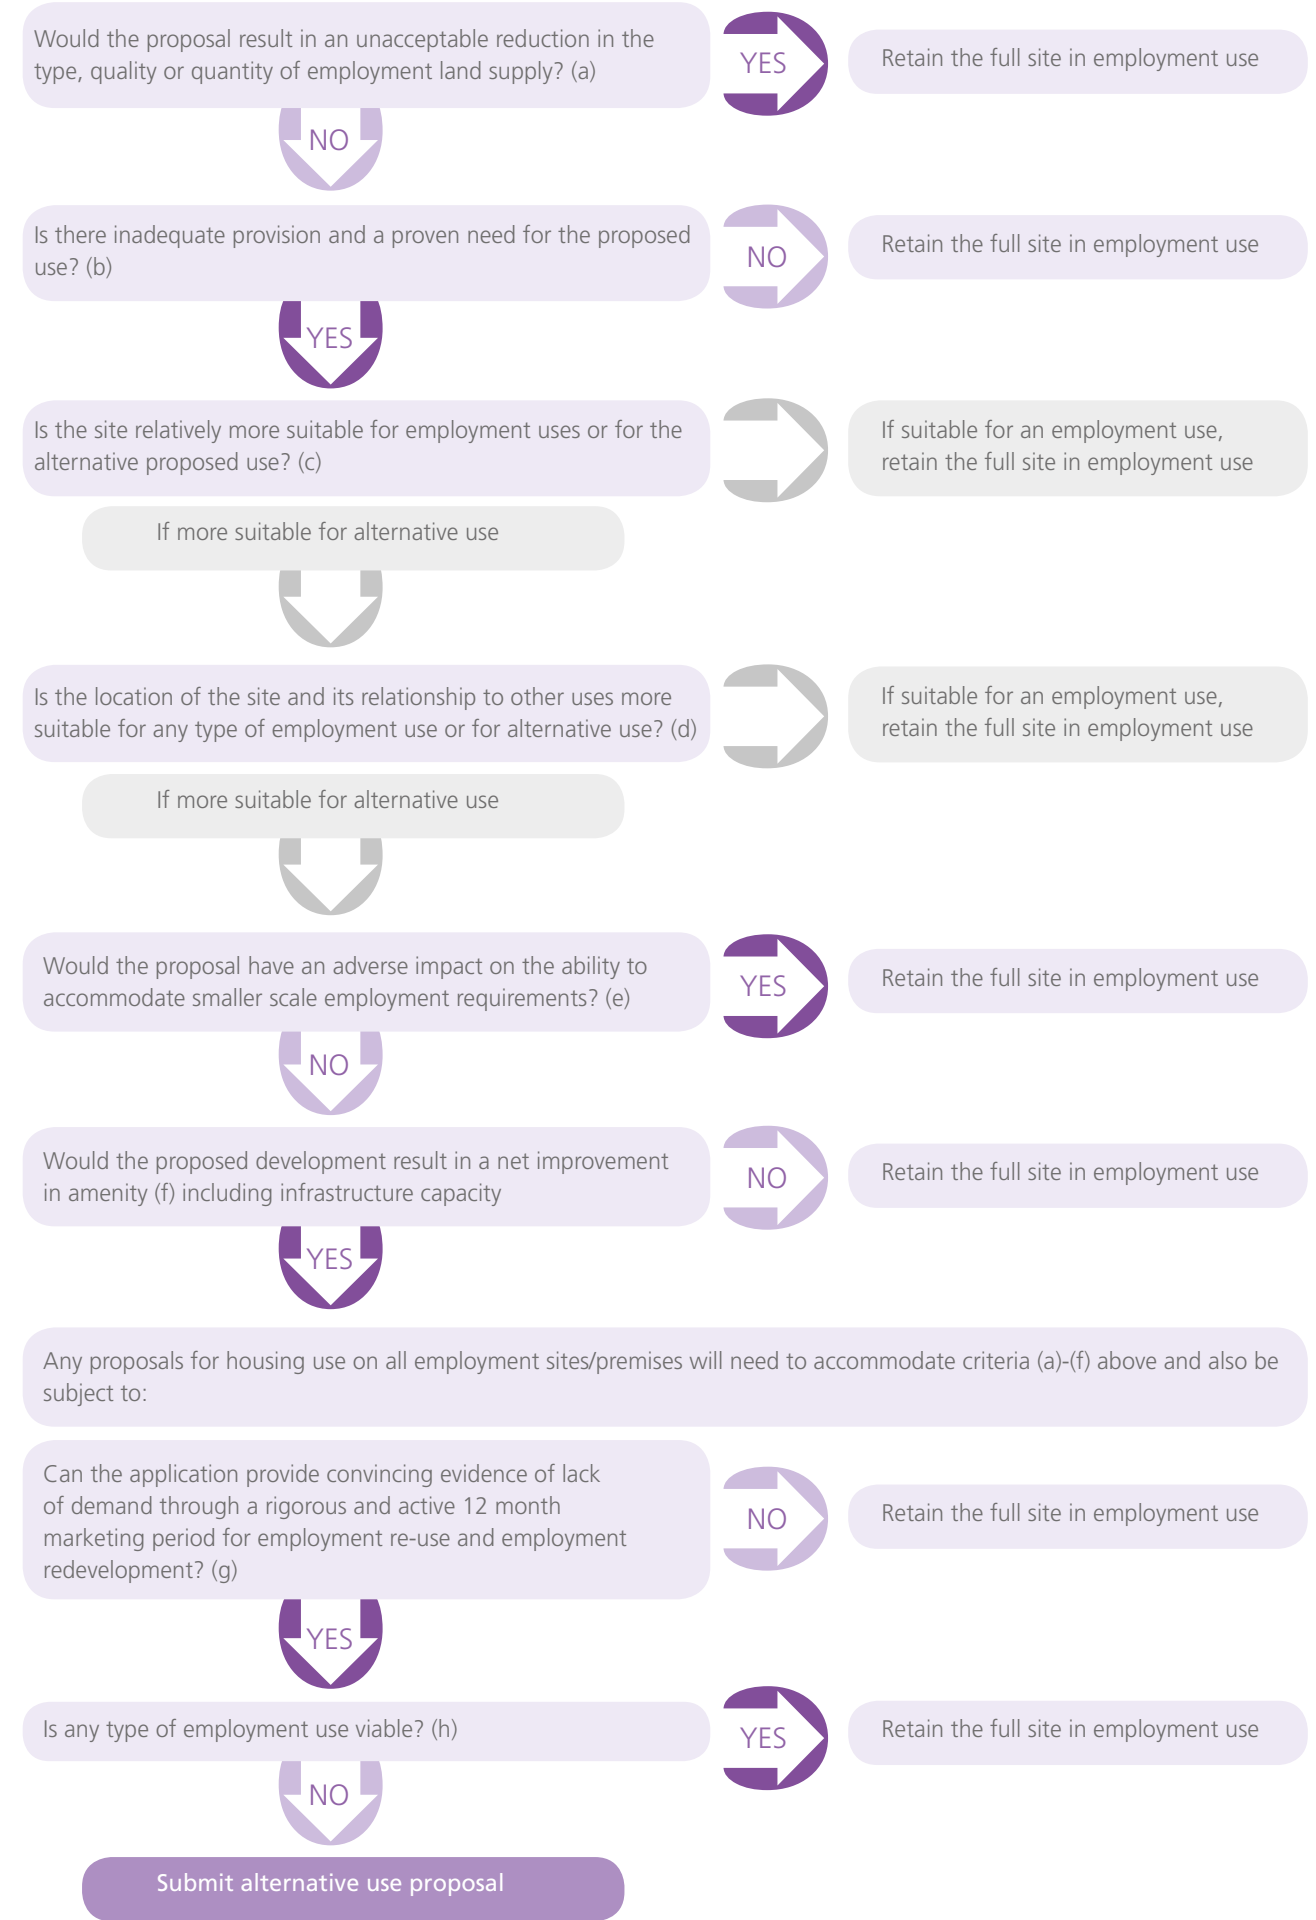 Would the proposal result in an unacceptable reduction in the
type, quality or quantity of employment land supply? (a)
YES
Retain the full site in employment use
NO
Is there inadequate provision and a proven need for the proposed
use? (b)
NO
Retain the full site in employment use
YES
Is the site relatively more suitable for employment uses or for the
alternative proposed use? (c)
If suitable for an employment use,
retain the full site in employment use
If more suitable for alternative use
Is the location of the site and its relationship to other uses more
suitable for any type of employment use or for alternative use? (d)
If suitable for an employment use,
retain the full site in employment use
If more suitable for alternative use
Would the proposal have an adverse impact on the ability to
accommodate smaller scale employment requirements? (e)
YES
Retain the full site in employment use
NO
Would the proposed development result in a net improvement
in amenity (f) including infrastructure capacity
NO
Retain the full site in employment use
YES
Any proposals for housing use on all employment sites/premises will need to accommodate criteria (a)-(f) above and also be
subject to:
Can the application provide convincing evidence of lack
of demand through a rigorous and active 12 month
marketing period for employment re-use and employment
redevelopment? (g)
NO
Retain the full site in employment use
YES
Is any type of employment use viable? (h)
YES
Retain the full site in employment use
NO
Submit alternative use proposal